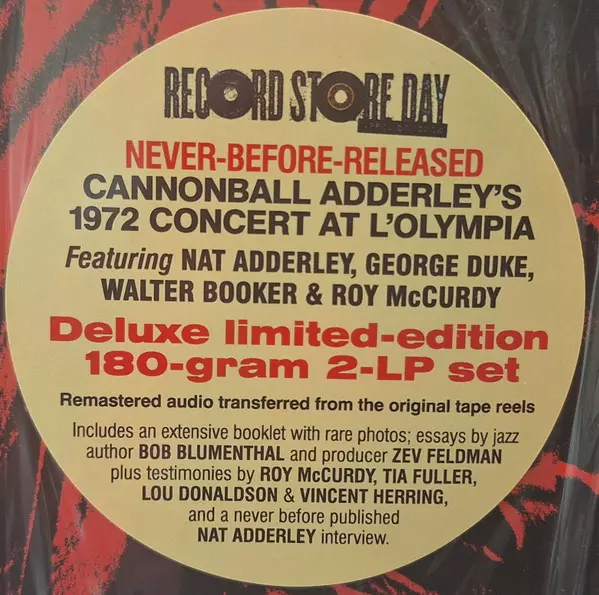 RECORD STORE DAY
NEVER-BEFORE-RELEASED
CANNONBALL ADDERLEY'S
1972 CONCERT AT L'OLYMPIA
Featuring NAT ADDERLEY, GEORGE DUKE,
WALTER BOOKER & ROY McCURDY
Deluxe limited-edition
180-gram 2-LP set
Remastered audio transferred from the original tape reels
Includes an extensive booklet with rare photos; essays by jazz
author BOB BLUMENTHAL and producer ZEV FELDMAN
plus testimonies by ROY McCURDY, TIA FULLER,
LOU DONALDSON & VINCENT HERRING,
and a never before published
NAT ADDERLEY interview.